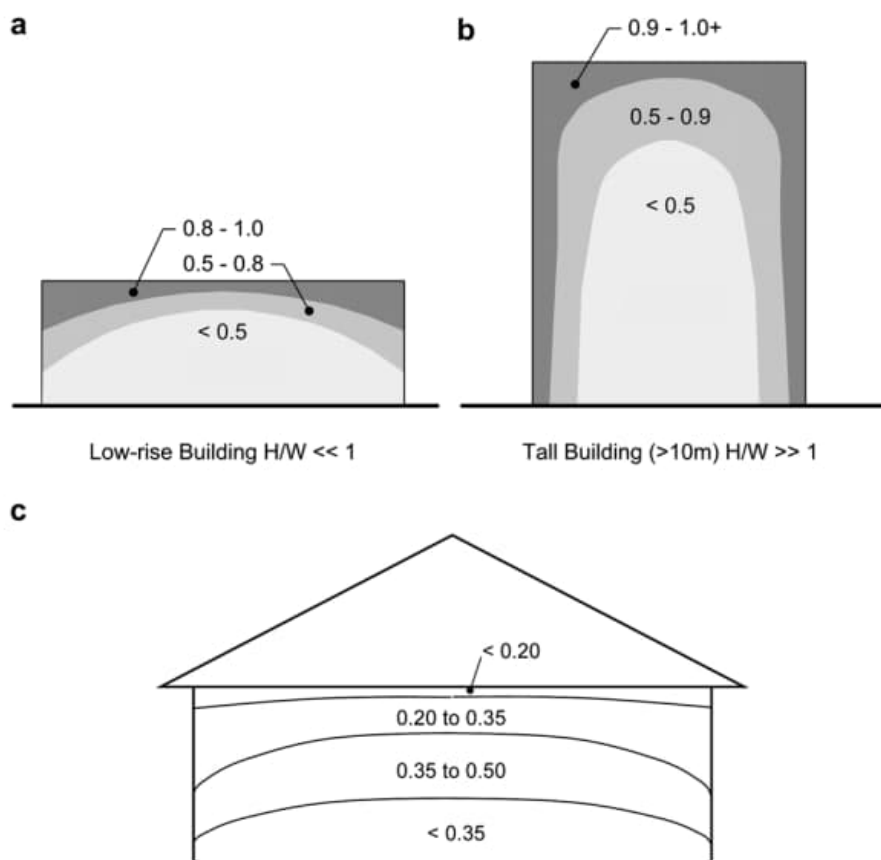 a
0.8 - 1.0
0.5 - 0.8
< 0.5
Low-rise Building H/W << 1
b
0.9 - 1.0+
0.5 - 0.9
< 0.5
Tall Building (>10m) H/W >> 1
c
< 0.20
0.20 to 0.35
0.35 to 0.50
< 0.35